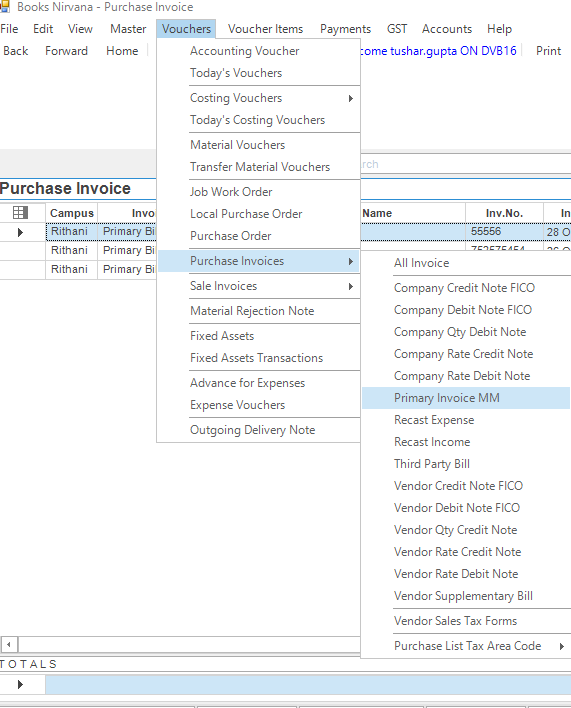 Books Nirvana - Purchase Invoice
File Edit View Master Vouchers Voucher Items Payments GST Accounts Help
Back Forward Home come tushar.gupta ON DVB16 Print
Accounting Voucher
Today's Vouchers
Costing Vouchers
Today's Costing Vouchers
Material Vouchers
Transfer Material Vouchers
rch
Purchase Invoice
Job Work Order
Campus Invo Local Purchase Order Name Inv.No. In
Rithani Primary Bi Purchase Order 55556 28 O
Rithani Primary Bi
Rithani Primary Bi
Purchase Invoices
Sale Invoices
Material Rejection Note
Fixed Assets
Fixed Assets Transactions
Advance for Expenses
Expense Vouchers
Outgoing Delivery Note
All Invoice
Company Credit Note FICO
Company Debit Note FICO
Company Qty Debit Note
Company Rate Credit Note
Company Rate Debit Note
Primary Invoice MM
Recast Expense
Recast Income
Third Party Bill
Vendor Credit Note FICO
Vendor Debit Note FICO
Vendor Qty Credit Note
Vendor Rate Credit Note
Vendor Rate Debit Note
Vendor Supplementary Bill
Vendor Sales Tax Forms
Purchase List Tax Area Code
TOTALS